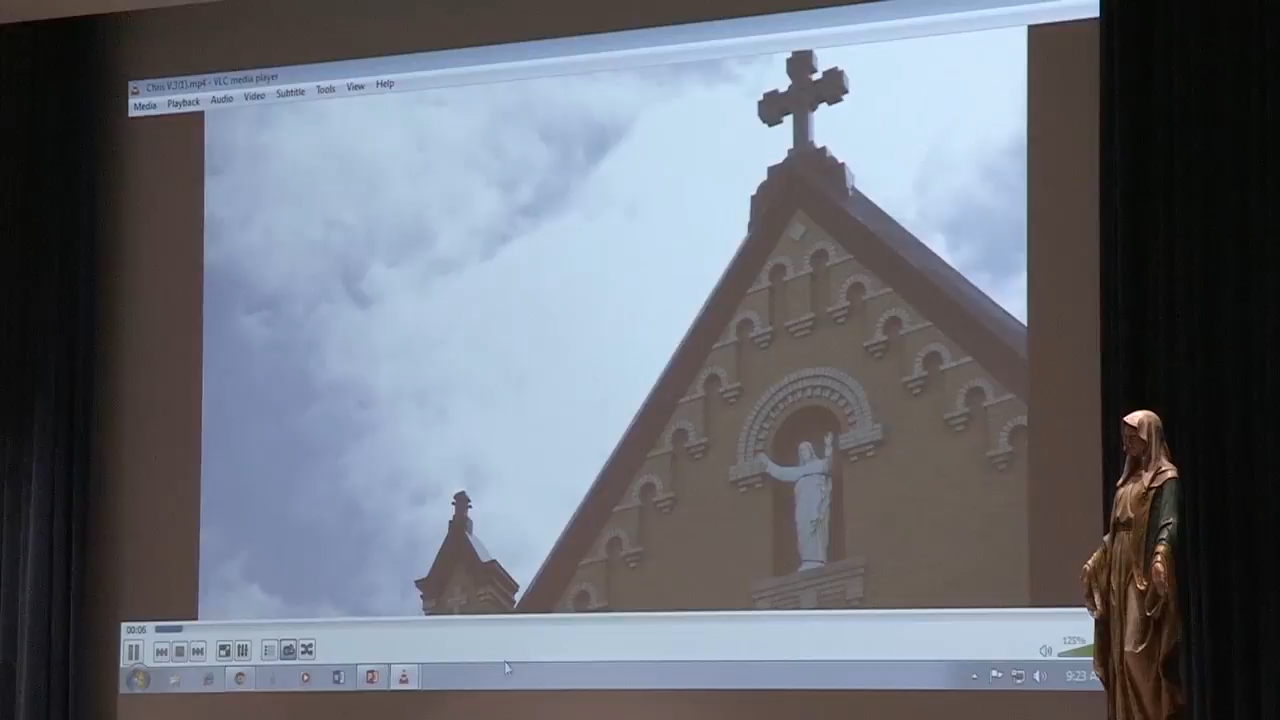 Chris V.3(1).mp4 - VLC media player
Media Playback Audio Video Subtitle Tools View Help
00:06
125%
9:23 A